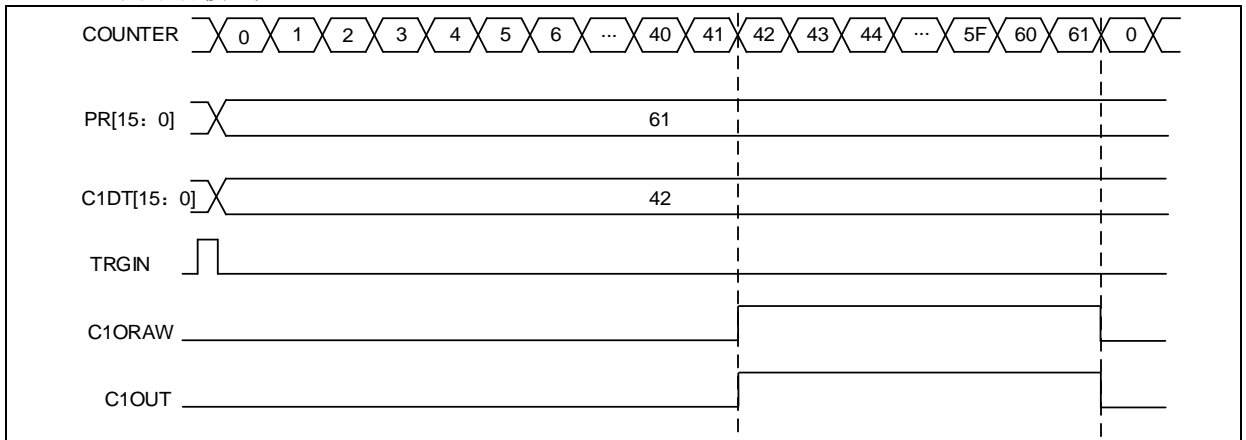 COUNTER 0 1 2 3 4 5 6 ... 40 41 42 43 44 ... 5F 60 61 0
PR[15：0] 61
C1DT[15：0] 42
TRGIN
C1ORAW
C1OUT